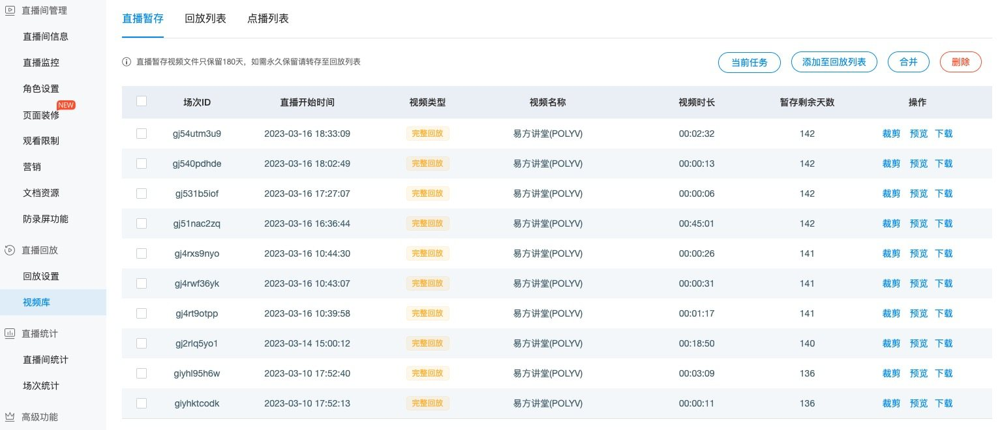 直播间管理
直播间信息
直播监控
角色设置
NEW
页面装修
观看限制
营销
文档资源
防录屏功能
直播回放
回放设置
视频库
直播统计
直播间统计
场次统计
高级功能
直播暂存 回放列表 点播列表
直播暂存视频文件只保留180天，如需永久保留请转存至回放列表
当前任务 添加至回放列表 合并 删除
场次ID 直播开始时间 视频类型 视频名称 视频时长 暂存剩余天数 操作
gj54utm3u9 2023-03-16 18:33:09 完整回放 易方讲堂(POLYV) 00:02:32 142 裁剪 预览 下载
gj540pdhde 2023-03-16 18:02:49 完整回放 易方讲堂(POLYV) 00:00:13 142 裁剪 预览 下载
gj531b5iof 2023-03-16 17:27:07 完整回放 易方讲堂(POLYV) 00:00:06 142 裁剪 预览 下载
gj51nac2zq 2023-03-16 16:36:44 完整回放 易方讲堂(POLYV) 00:45:01 142 裁剪 预览 下载
gj4rxs9nyo 2023-03-16 10:44:30 完整回放 易方讲堂(POLYV) 00:00:26 141 裁剪 预览 下载
gj4rwf36yk 2023-03-16 10:43:07 完整回放 易方讲堂(POLYV) 00:00:31 141 裁剪 预览 下载
gj4rt9otpp 2023-03-16 10:39:58 完整回放 易方讲堂(POLYV) 00:01:17 141 裁剪 预览 下载
gj2rlq5yo1 2023-03-14 15:00:12 完整回放 易方讲堂(POLYV) 00:18:50 140 裁剪 预览 下载
giyhl95h6w 2023-03-10 17:52:40 完整回放 易方讲堂(POLYV) 00:03:09 136 裁剪 预览 下载
giyhktcodk 2023-03-10 17:52:13 完整回放 易方讲堂(POLYV) 00:00:11 136 裁剪 预览 下载